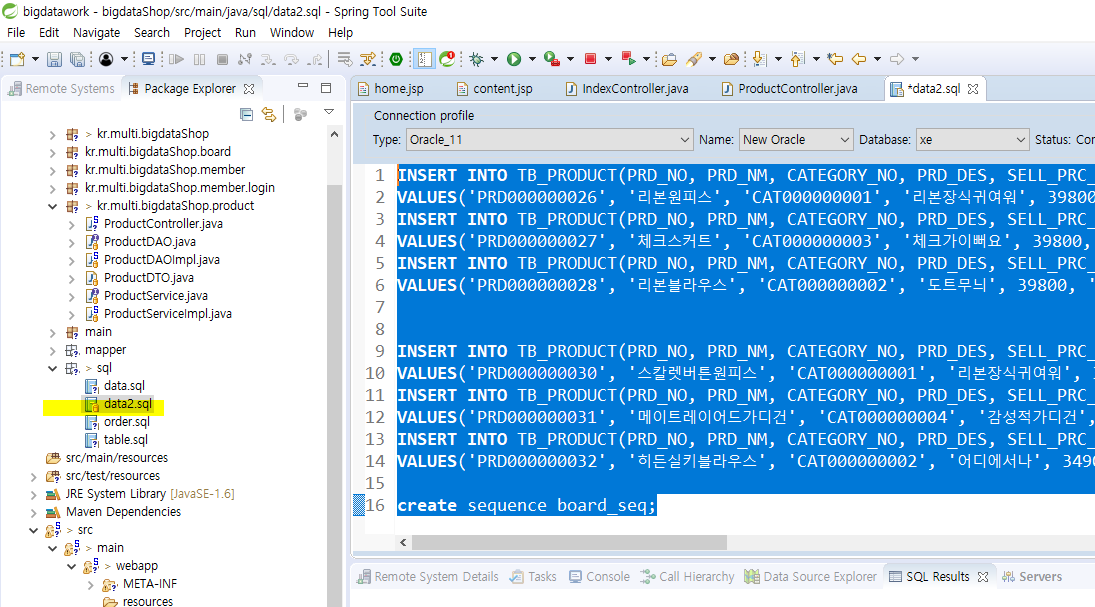 bigdatawork - bigdataShop/src/main/java/sql/data2.sql - Spring Tool Suite
File Edit Navigate Search Project Run Window Help
Remote Systems Package Explorer
home.jsp content.jsp IndexController.java ProductController.java *data2.sql
Connection profile
Type: Oracle_11 Name: New Oracle Database: xe Status: Con
> kr.multi.bigdataShop
kr.multi.bigdataShop.board
kr.multi.bigdataShop.member
kr.multi.bigdataShop.member.login
> kr.multi.bigdataShop.product
ProductController.java
ProductDAO.java
ProductDAOImpl.java
ProductDTO.java
ProductService.java
ProductServiceImpl.java
main
mapper
> sql
data.sql
data2.sql
order.sql
table.sql
src/main/resources
src/test/resources
JRE System Library [JavaSE-1.6]
Maven Dependencies
> src
> main
> webapp
META-INF
resources
1 INSERT INTO TB_PRODUCT(PRD_NO, PRD_NM, CATEGORY_NO, PRD_DES, SELL_PRC_
2 VALUES('PRD000000026', '리본원피스', 'CAT000000001', '리본장식귀여워', 39800
3 INSERT INTO TB_PRODUCT(PRD_NO, PRD_NM, CATEGORY_NO, PRD_DES, SELL_PRC_
4 VALUES('PRD000000027', '체크스커트', 'CAT000000003', '체크가이뻐요', 39800,
5 INSERT INTO TB_PRODUCT(PRD_NO, PRD_NM, CATEGORY_NO, PRD_DES, SELL_PRC_
6 VALUES('PRD000000028', '리본블라우스', 'CAT000000002', '도트무늬', 39800, '
7
8
9 INSERT INTO TB_PRODUCT(PRD_NO, PRD_NM, CATEGORY_NO, PRD_DES, SELL_PRC_
10 VALUES('PRD000000030', '스칼렛버튼원피스', 'CAT000000001', '리본장식귀여워',
11 INSERT INTO TB_PRODUCT(PRD_NO, PRD_NM, CATEGORY_NO, PRD_DES, SELL_PRC_
12 VALUES('PRD000000031', '메이트레이어드가디건', 'CAT000000004', '감성적가디건',
13 INSERT INTO TB_PRODUCT(PRD_NO, PRD_NM, CATEGORY_NO, PRD_DES, SELL_PRC_
14 VALUES('PRD000000032', '히든실키블라우스', 'CAT000000002', '어디에서나', 349
15
16 create sequence board_seq;
Remote System Details Tasks Console Call Hierarchy Data Source Explorer SQL Results Servers